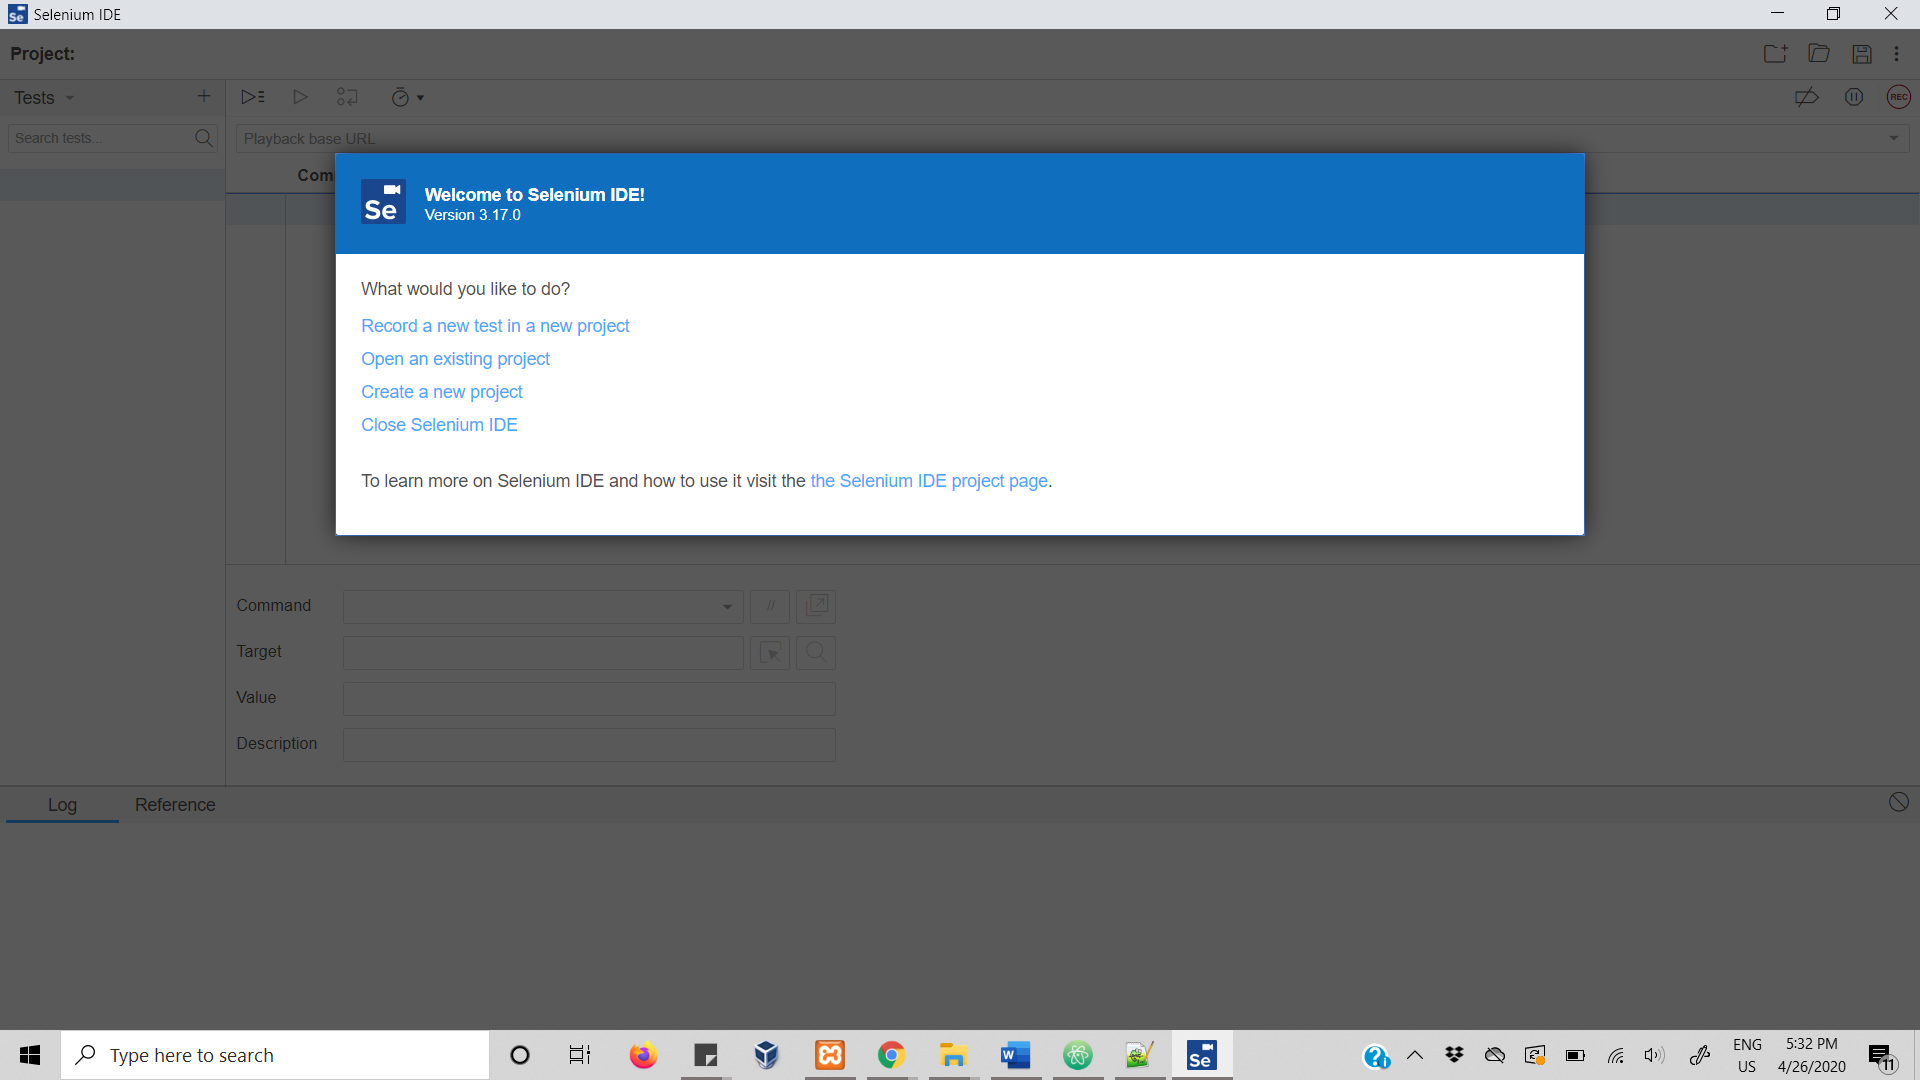 Selenium IDE
Project:
Tests
Search tests...
Playback base URL
REC
Com
Se
Welcome to Selenium IDE!
Version 3.17.0
What would you like to do?
Record a new test in a new project
Open an existing project
Create a new project
Close Selenium IDE
To learn more on Selenium IDE and how to use it visit the the Selenium IDE project page.
Command
//
Target
Value
Description
Log Reference
Type here to search
Se
ENG
US
5:32 PM
4/26/2020
11